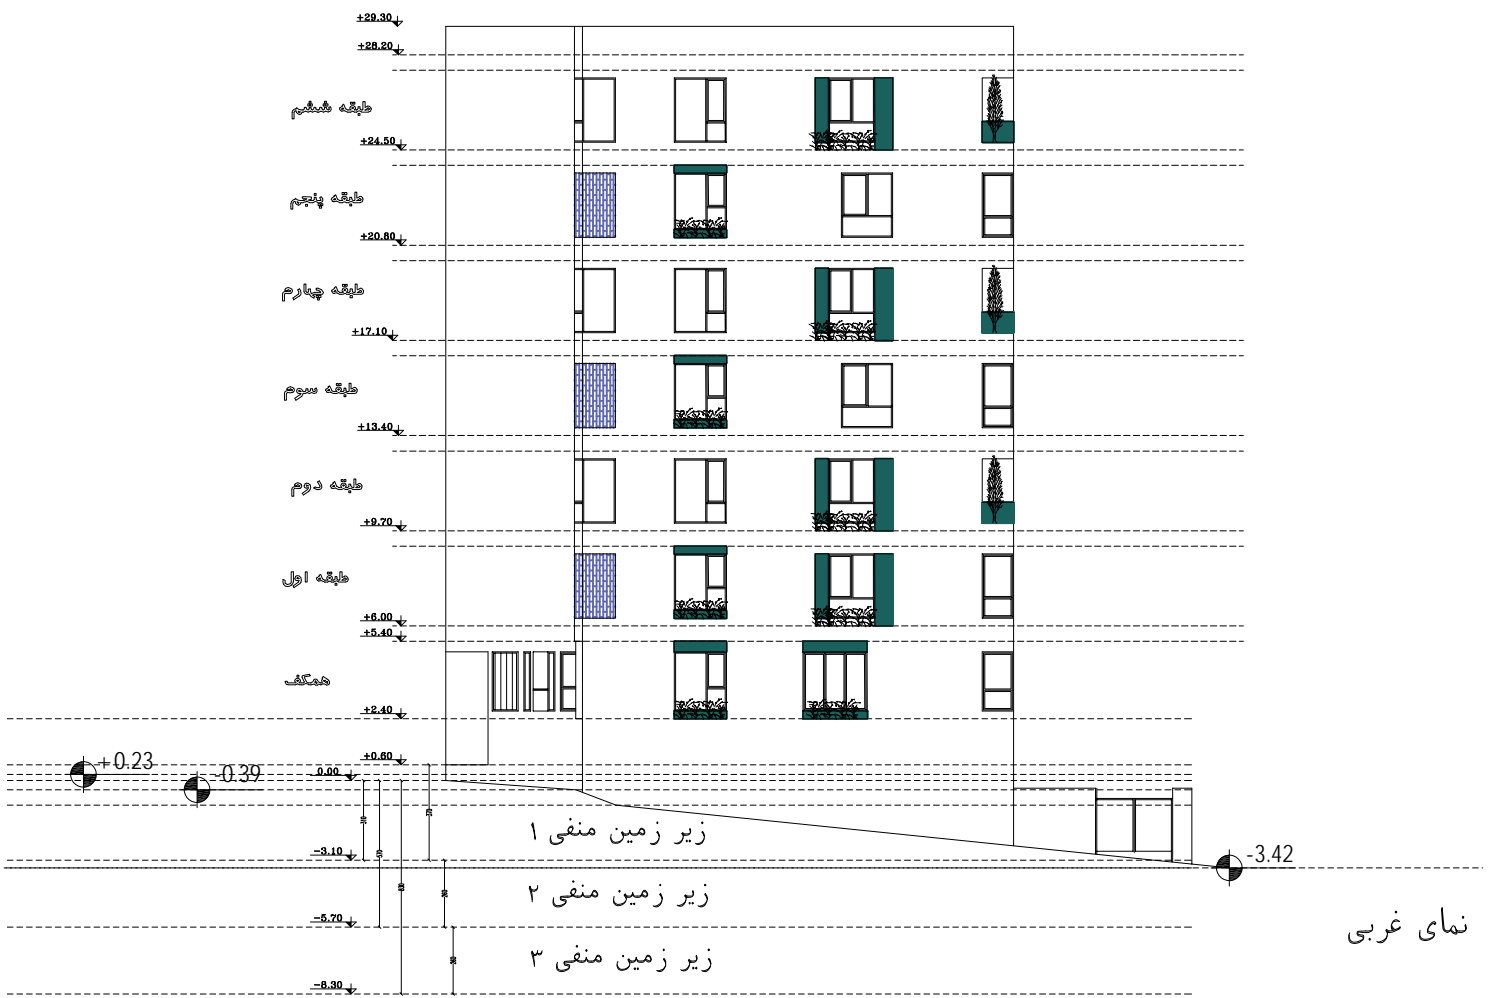 +29.30
+28.20
طبقه ششم
+24.50
طبقه پنجم
+20.80
طبقه چهارم
+17.10
طبقه سوم
+13.40
طبقه دوم
+9.70
طبقه اول
+6.00
+5.40
همکف
+2.40
+0.60
+0.23
0.00
-0.39
زیر زمین منفی ۱
-3.10
-3.42
زیر زمین منفی ۲
-5.70
نمای غربی
زیر زمین منفی ۳
-8.30